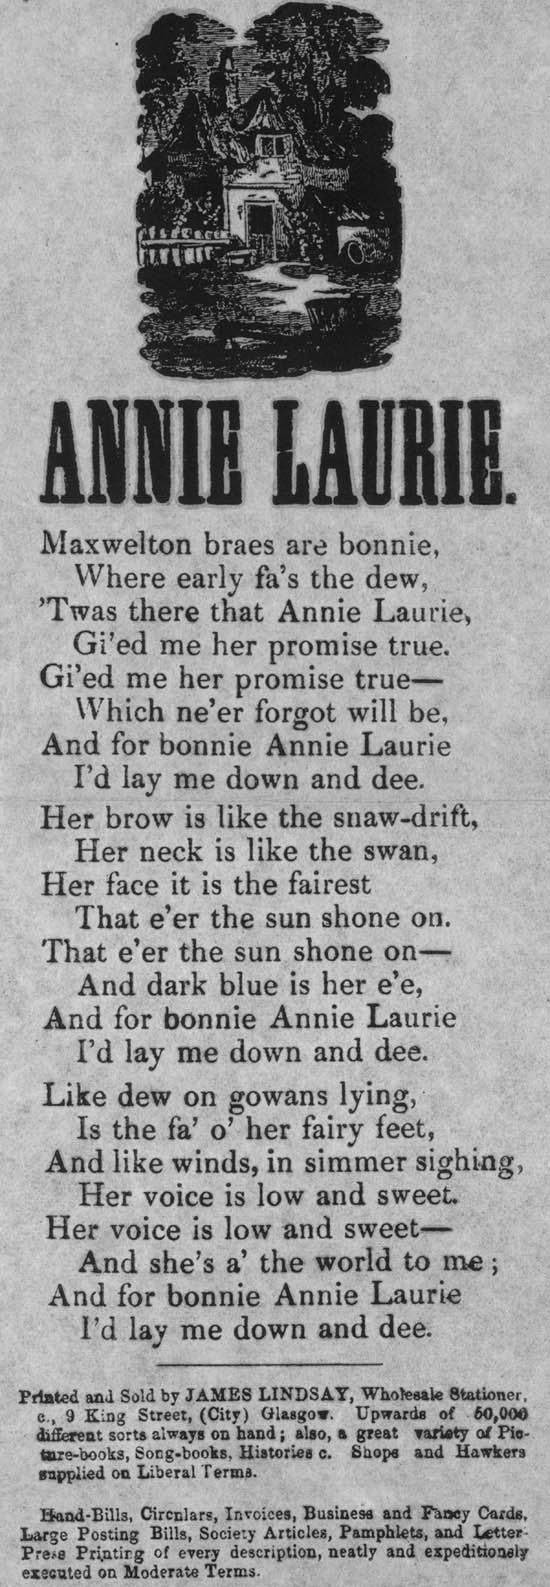 ANNIE LAURIE.
Maxwelton braes are bonnie,
Where early fa's the dew,
'Twas there that Annie Laurie,
Gi'ed me her promise true.
Gi'ed me her promise true—
Which ne'er forgot will be,
And for bonnie Annie Laurie
I'd lay me down and dee.
Her brow is like the snaw-drift,
Her neck is like the swan,
Her face it is the fairest
That e'er the sun shone on.
That e'er the sun shone on—
And dark blue is her e'e,
And for bonnie Annie Laurie
I'd lay me down and dee.
Like dew on gowans lying,
Is the fa' o' her fairy feet,
And like winds, in simmer sighing,
Her voice is low and sweet.
Her voice is low and sweet—
And she's a' the world to me;
And for bonnie Annie Laurie
I'd lay me down and dee.
Printed and Sold by JAMES LINDSAY, Wholesale Stationer,
c., 9 King Street, (City) Glasgow. Upwards of 50,000
different sorts always on hand; also, a great variety of Pic-
ture-books, Song-books, Histories c. Shops and Hawkers
supplied on Liberal Terms.
Hand-Bills, Circnlars, Invoices, Business and Fancy Cards,
Large Posting Bills, Society Articles, Pamphlets, and Letter-
Press Printing of every description, neatly and expeditionsly
executed on Moderate Terms.